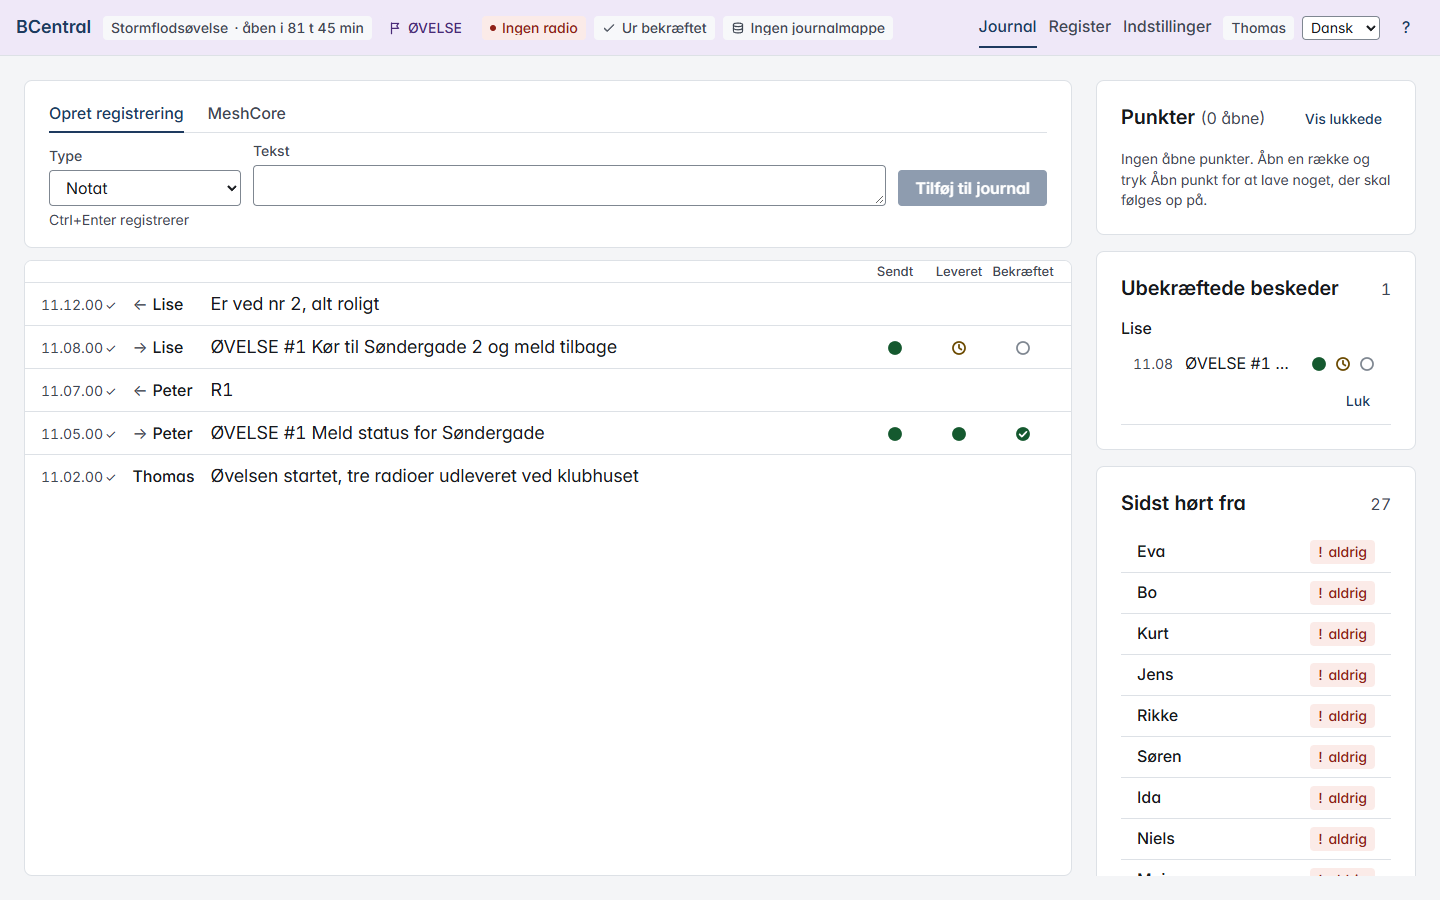 BCentral
Stormflodsøvelse · åben i 81 t 45 min
ØVELSE
Ingen radio
Ur bekræftet
Ingen journalmappe
Journal
Register
Indstillinger
Thomas
Dansk
?
Opret registrering
MeshCore
Type
Tekst
Notat
Tilføj til journal
Ctrl+Enter registrerer
Sendt Leveret Bekræftet
11.12.00 ← Lise Er ved nr 2, alt roligt
11.08.00 → Lise ØVELSE #1 Kør til Søndergade 2 og meld tilbage
11.07.00 ← Peter R1
11.05.00 → Peter ØVELSE #1 Meld status for Søndergade
11.02.00 Thomas Øvelsen startet, tre radioer udleveret ved klubhuset
Punkter (0 åbne)
Vis lukkede
Ingen åbne punkter. Åbn en række og
tryk Åbn punkt for at lave noget, der skal
følges op på.
Ubekræftede beskeder 1
Lise
11.08 ØVELSE #1 ...
Luk
Sidst hørt fra 27
Eva ! aldrig
Bo ! aldrig
Kurt ! aldrig
Jens ! aldrig
Rikke ! aldrig
Søren ! aldrig
Ida ! aldrig
Niels ! aldrig